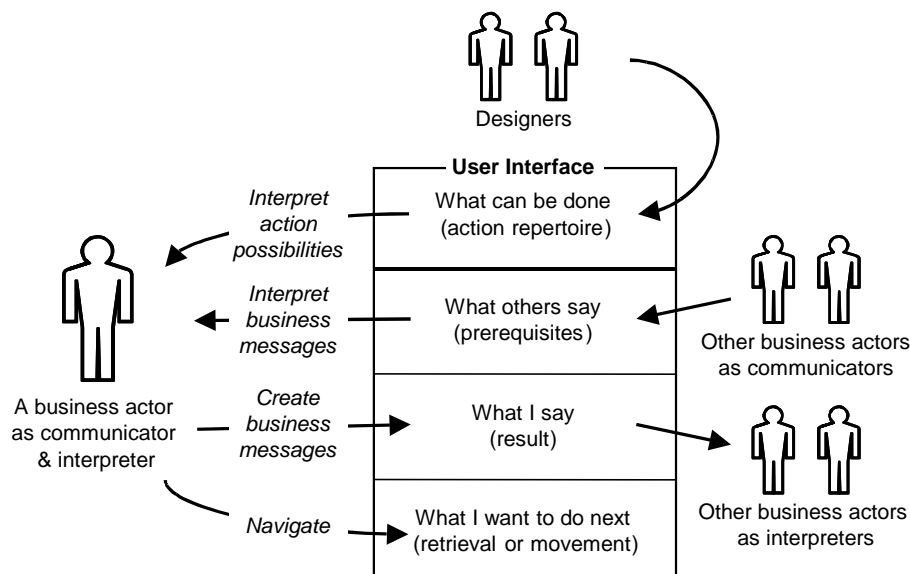 Designers
User Interface
Interpret
action
possibilities
What can be done
(action repertoire)
Interpret
business
messages
What others say
(prerequisites)
Other business actors
as communicators
A business actor
as communicator
& interpreter
Create
business
messages
What I say
(result)
Other business actors
as interpreters
Navigate
What I want to do next
(retrieval or movement)